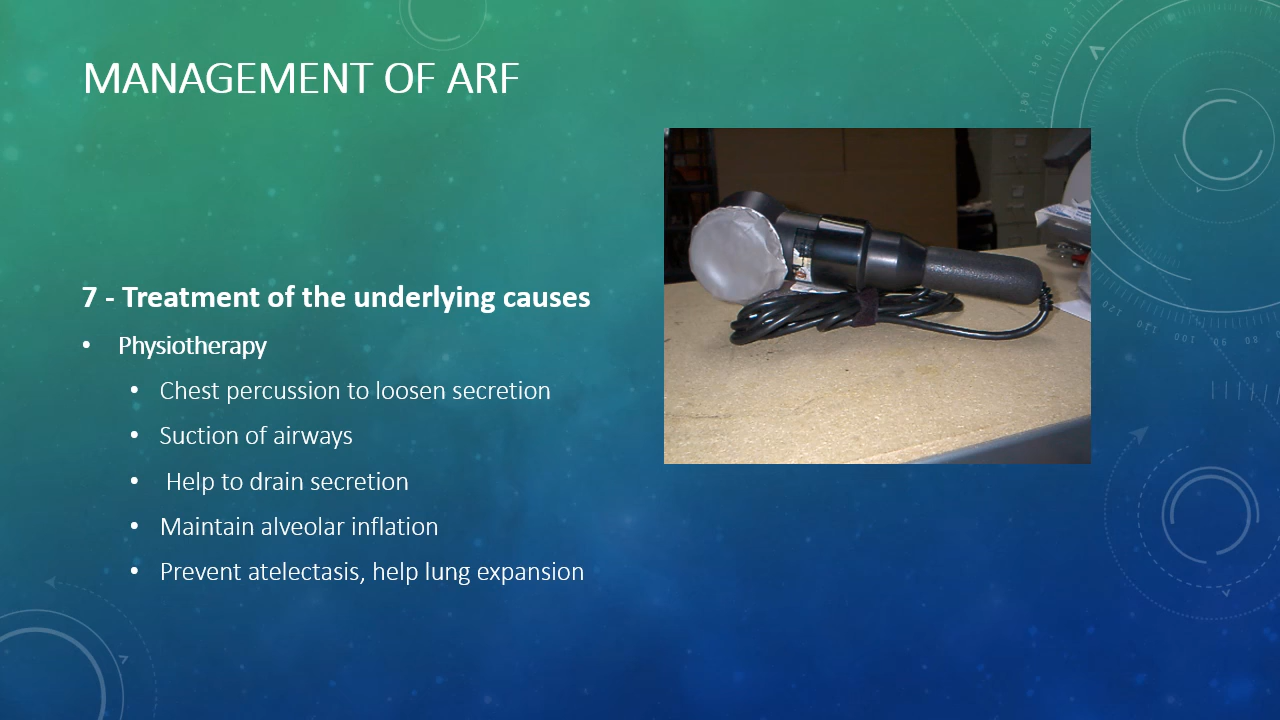 MANAGEMENT OF ARF
7 - Treatment of the underlying causes
• Physiotherapy
• Chest percussion to loosen secretion
• Suction of airways
• Help to drain secretion
• Maintain alveolar inflation
• Prevent atelectasis, help lung expansion